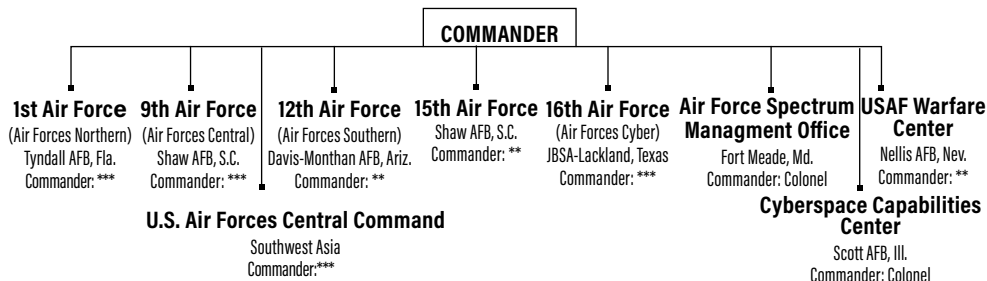 COMMANDER
1st Air Force
(Air Forces Northern)
Tyndall AFB, Fla.
Commander: ***
9th Air Force
(Air Forces Central)
Shaw AFB, S.C.
Commander: ***
12th Air Force
(Air Forces Southern)
Davis-Monthan AFB, Ariz.
Commander: **
15th Air Force
Shaw AFB, S.C.
Commander: **
16th Air Force
(Air Forces Cyber)
JBSA-Lackland, Texas
Commander: ***
Air Force Spectrum
Managment Office
Fort Meade, Md.
Commander: Colonel
USAF Warfare
Center
Nellis AFB, Nev.
Commander: **
U.S. Air Forces Central Command
Southwest Asia
Commander:***
Cyberspace Capabilities
Center
Scott AFB, Ill.
Commander: Colonel